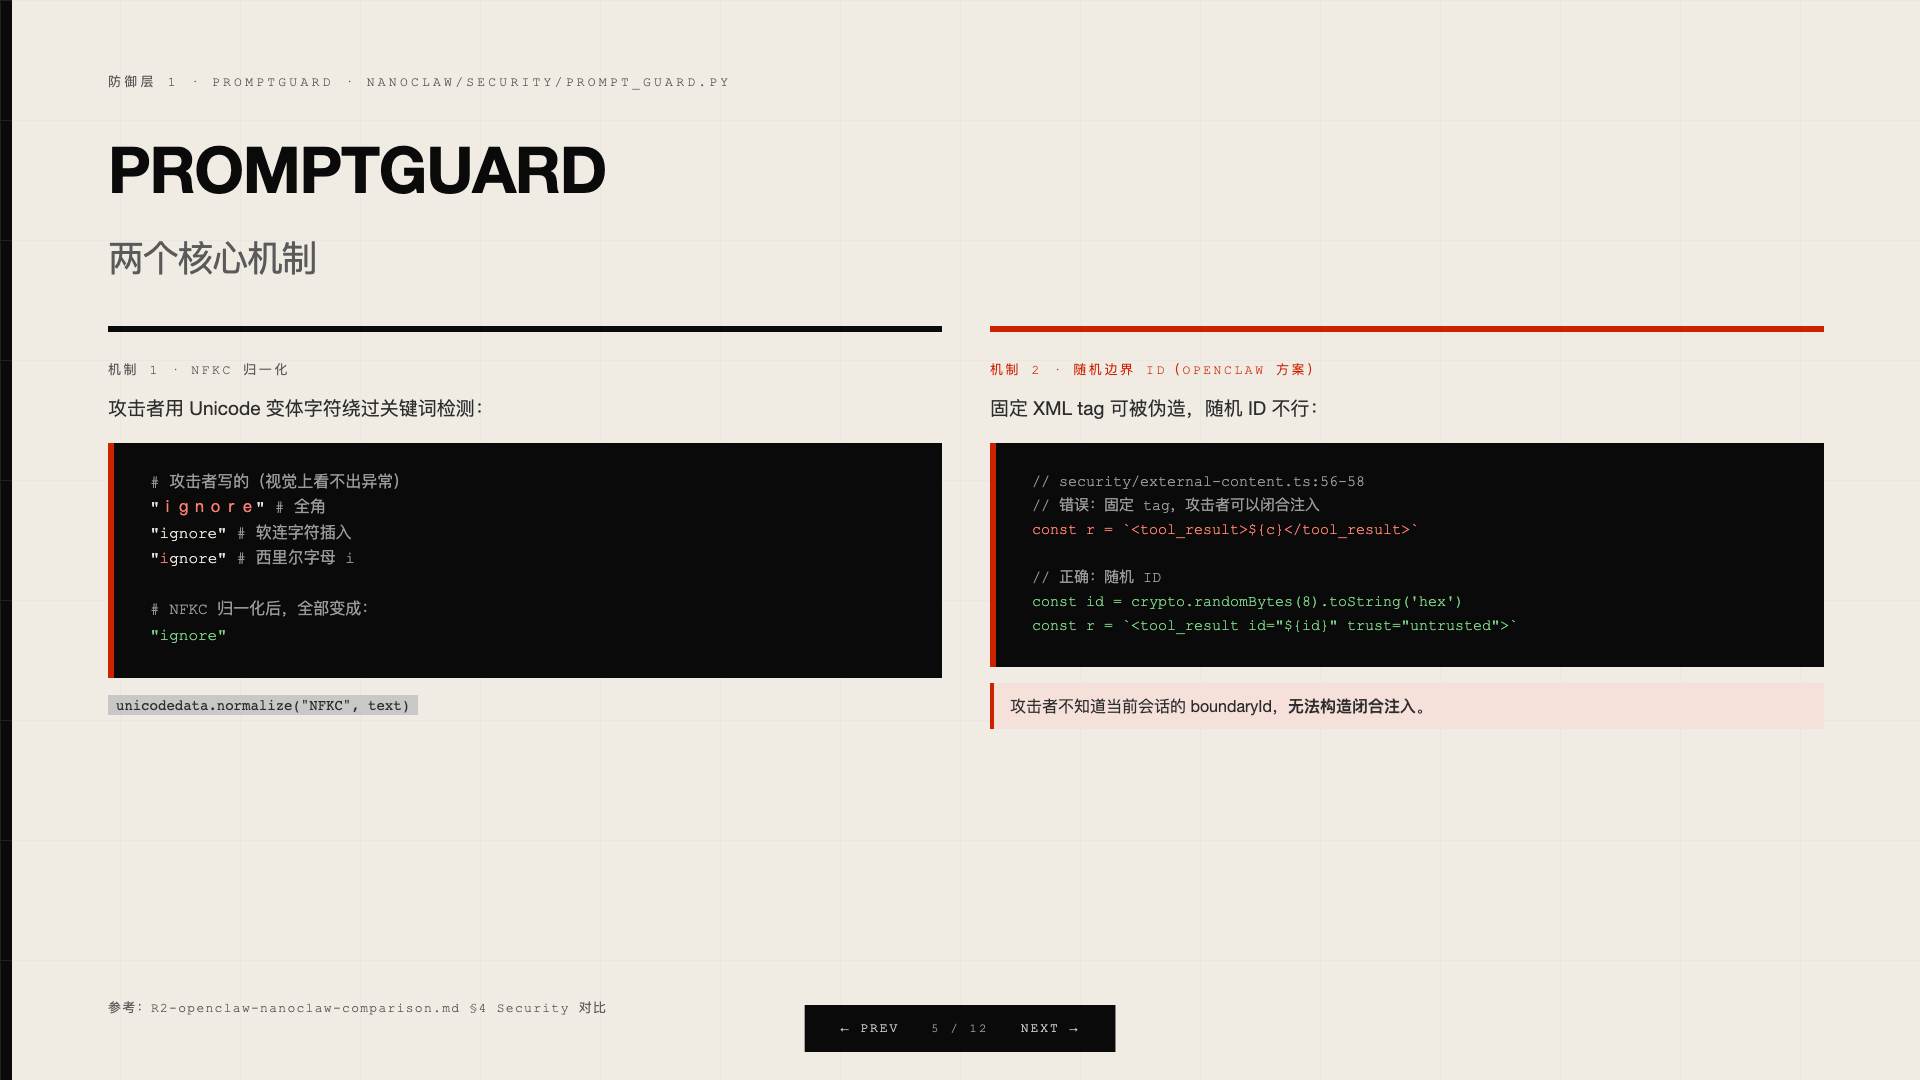 防御层 1 · PROMPTGUARD · NANOCLAW/SECURITY/PROMPT_GUARD.PY
PROMPTGUARD
两个核心机制
机制 1 · NFKC 归一化
攻击者用 Unicode 变体字符绕过关键词检测：
# 攻击者写的（视觉上看不出异常）
"ｉｇｎｏｒｅ" # 全角
"ignore" # 软连字符插入
"ignore" # 西里尔字母 i
# NFKC 归一化后，全部变成：
"ignore"
unicodedata.normalize("NFKC", text)
机制 2 · 随机边界 ID（OPENCLAW 方案）
固定 XML tag 可被伪造，随机 ID 不行：
// security/external-content.ts:56-58
// 错误：固定 tag，攻击者可以闭合注入
const r = `<tool_result>${c}</tool_result>`
// 正确：随机 ID
const id = crypto.randomBytes(8).toString('hex')
const r = `<tool_result id="${id}" trust="untrusted">`
攻击者不知道当前会话的 boundaryId，无法构造闭合注入。
参考：R2-openclaw-nanoclaw-comparison.md §4 Security 对比
← PREV 5 / 12 NEXT →